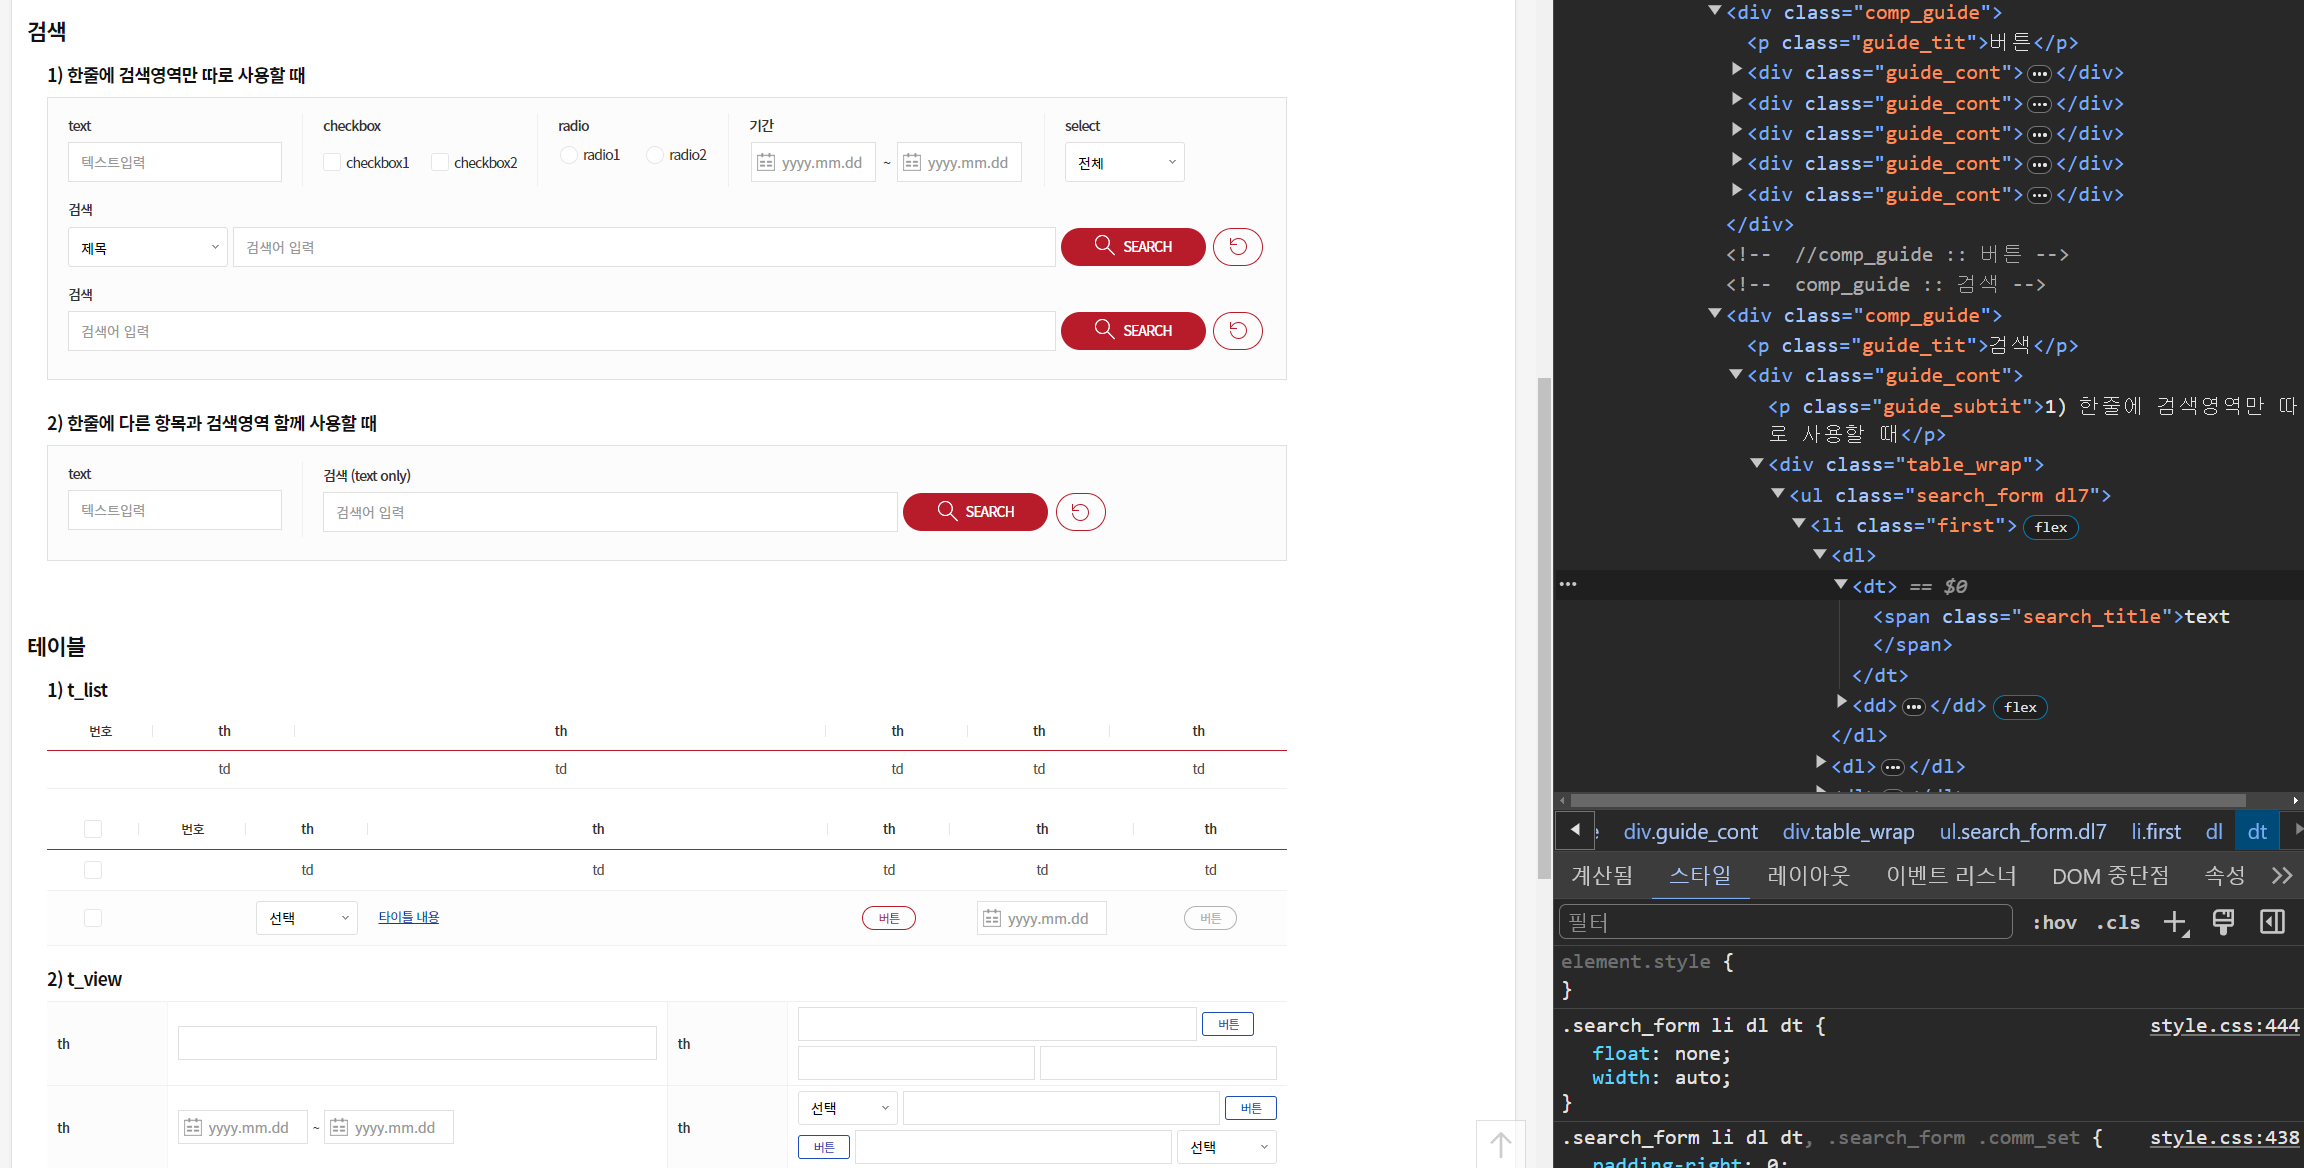 검색
1) 한줄에 검색영역만 따로 사용할 때
text
checkbox
radio
기간
select
텍스트입력
checkbox1
checkbox2
radio1
radio2
yyyy.mm.dd
~
yyyy.mm.dd
전체
검색
제목
검색어 입력
SEARCH
검색
검색어 입력
SEARCH
2) 한줄에 다른 항목과 검색영역 함께 사용할 때
text
검색 (text only)
텍스트입력
검색어 입력
SEARCH
테이블
1) t_list
번호 th th th th th
td td td td td
번호 th th th th th
td td td td td
선택 타이틀 내용 버튼 yyyy.mm.dd 버튼
2) t_view
th
th
버튼
th
yyyy.mm.dd ~ yyyy.mm.dd
th
선택
버튼
버튼
선택
<div class="comp_guide">
<p class="guide_tit">버튼</p>
<div class="guide_cont">…</div>
<div class="guide_cont">…</div>
<div class="guide_cont">…</div>
<div class="guide_cont">…</div>
<div class="guide_cont">…</div>
</div>
<!--  //comp_guide :: 버튼 -->
<!--  comp_guide :: 검색 -->
<div class="comp_guide">
<p class="guide_tit">검색</p>
<div class="guide_cont">
<p class="guide_subtit">1) 한줄에 검색영역만 따
로 사용할 때</p>
<div class="table_wrap">
<ul class="search_form dl7">
<li class="first"> flex
<dl>
… <dt> == $0
<span class="search_title">text
</span>
</dt>
<dd>…</dd> flex
</dl>
<dl>…</dl>
div.guide_cont div.table_wrap ul.search_form.dl7 li.first dl dt
계산됨 스타일 레이아웃 이벤트 리스너 DOM 중단점 속성
필터 :hov .cls
element.style {
}
.search_form li dl dt { style.css:444
float: none;
width: auto;
}
.search_form li dl dt, .search_form .comm_set { style.css:438
padding-right: 0;